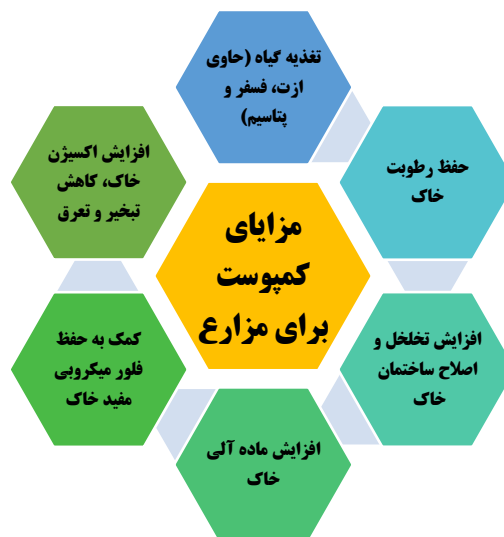 تغذیه گیاه (حاوی
ازت، فسفر و
پتاسیم)
حفظ رطوبت
خاک
افزایش تخلخل و
اصلاح ساختمان
خاک
افزایش ماده آلی
خاک
کمک به حفظ
فلور میکروبی
مفید خاک
افزایش اکسیژن
خاک، کاهش
تبخیر و تعرق
مزایای
کمپوست
برای مزارع